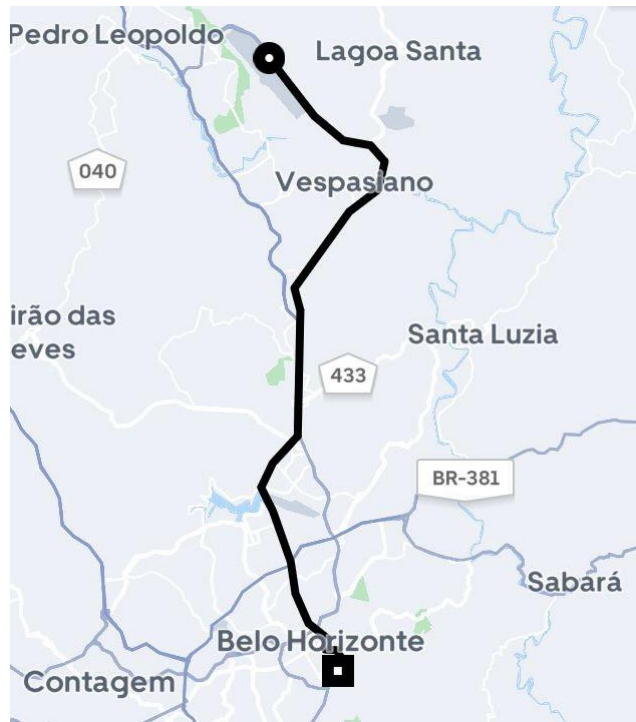 Pedro Leopoldo
Lagoa Santa
040
Vespasiano
irão das
eves
Santa Luzia
433
BR-381
Sabará
Belo Horizonte
Contagem